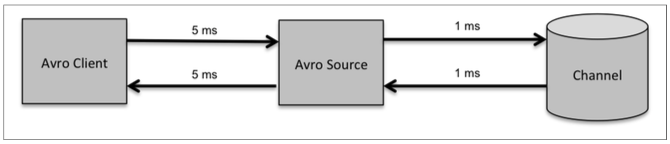 5 ms
1 ms
Avro Client
Avro Source
Channel
5 ms
1 ms